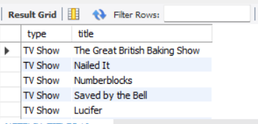 Result Grid Filter Rows:
type title
TV Show The Great British Baking Show
TV Show Nailed It
TV Show Numberblocks
TV Show Saved by the Bell
TV Show Lucifer